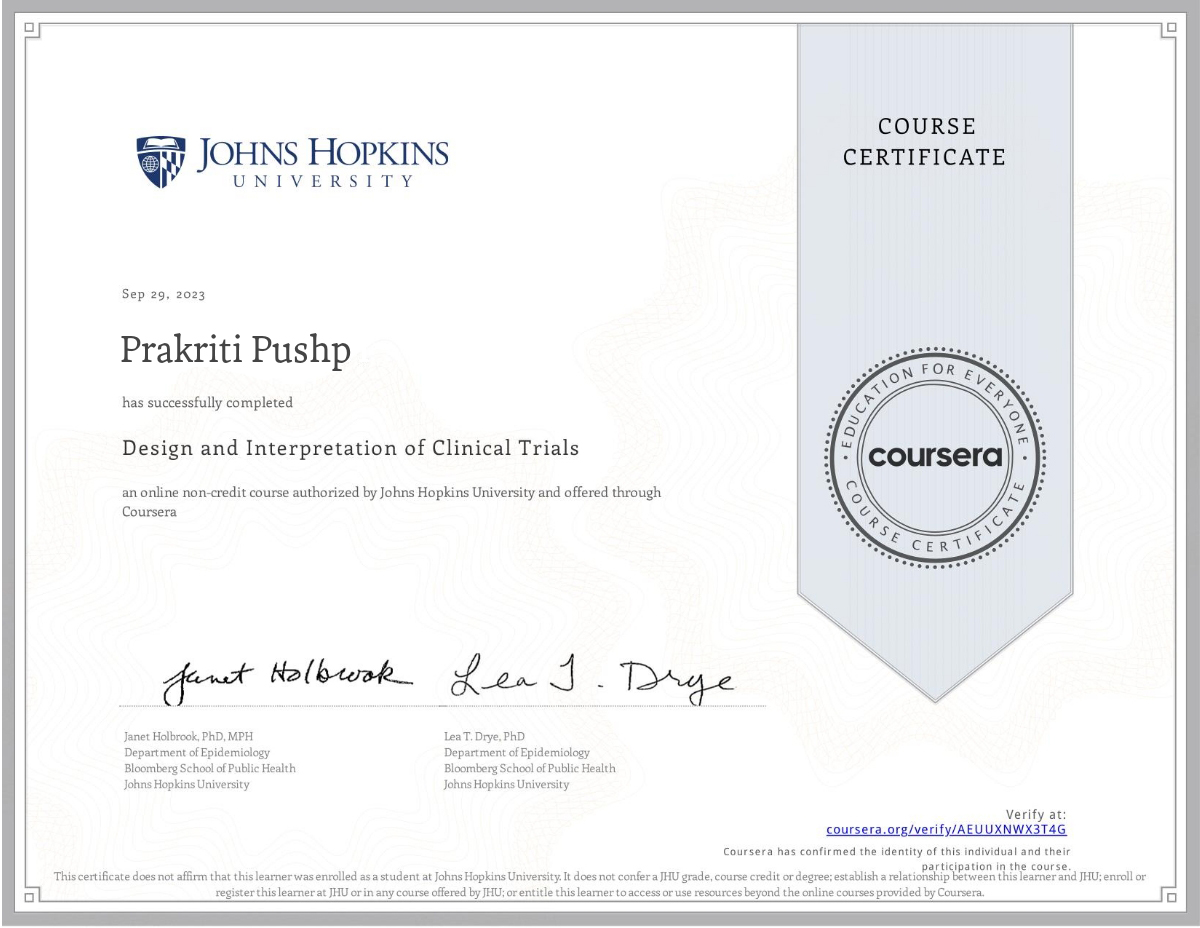 JOHNS HOPKINS
UNIVERSITY
COURSE
CERTIFICATE
Sep 29, 2023
Prakriti Pushp
has successfully completed
Design and Interpretation of Clinical Trials
an online non-credit course authorized by Johns Hopkins University and offered through
Coursera
EDUCATION FOR EVERYONE
coursera
COURSE CERTIFICATE
Janet Holbrook
Lea T. Drye
Janet Holbrook, PhD, MPH
Department of Epidemiology
Bloomberg School of Public Health
Johns Hopkins University
Lea T. Drye, PhD
Department of Epidemiology
Bloomberg School of Public Health
Johns Hopkins University
Verify at:
coursera.org/verify/AEUUXNWX3T4G
Coursera has confirmed the identity of this individual and their
participation in the course.
This certificate does not affirm that this learner was enrolled as a student at Johns Hopkins University. It does not confer a JHU grade, course credit or degree; establish a relationship between this learner and JHU; enroll or
register this learner at JHU or in any course offered by JHU; or entitle this learner to access or use resources beyond the online courses provided by Coursera.